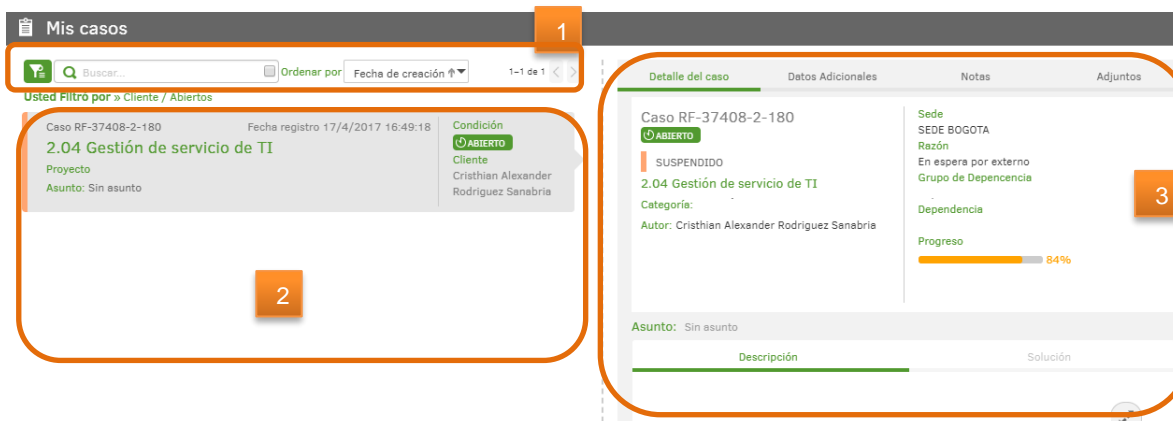 Mis casos
1
Buscar...
Ordenar por
Fecha de creación
1-1 de 1
Usted Filtró por » Cliente / Abiertos
Caso RF-37408-2-180
Fecha registro 17/4/2017 16:49:18
2.04 Gestión de servicio de TI
Proyecto
Asunto: Sin asunto
Condición
ABIERTO
Cliente
Cristhian Alexander
Rodriguez Sanabria
2
Detalle del caso
Datos Adicionales
Notas
Adjuntos
Caso RF-37408-2-180
ABIERTO
SUSPENDIDO
2.04 Gestión de servicio de TI
Categoría:
Autor: Cristhian Alexander Rodriguez Sanabria
Sede
SEDE BOGOTA
Razón
En espera por externo
Grupo de Depencencia
Dependencia
Progreso
84%
3
Asunto: Sin asunto
Descripción
Solución